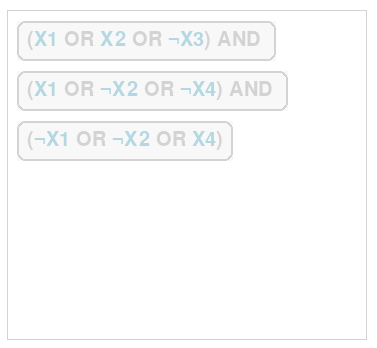 (X1 OR X2 OR ¬X3) AND
(X1 OR ¬X2 OR ¬X4) AND
(¬X1 OR ¬X2 OR X4)